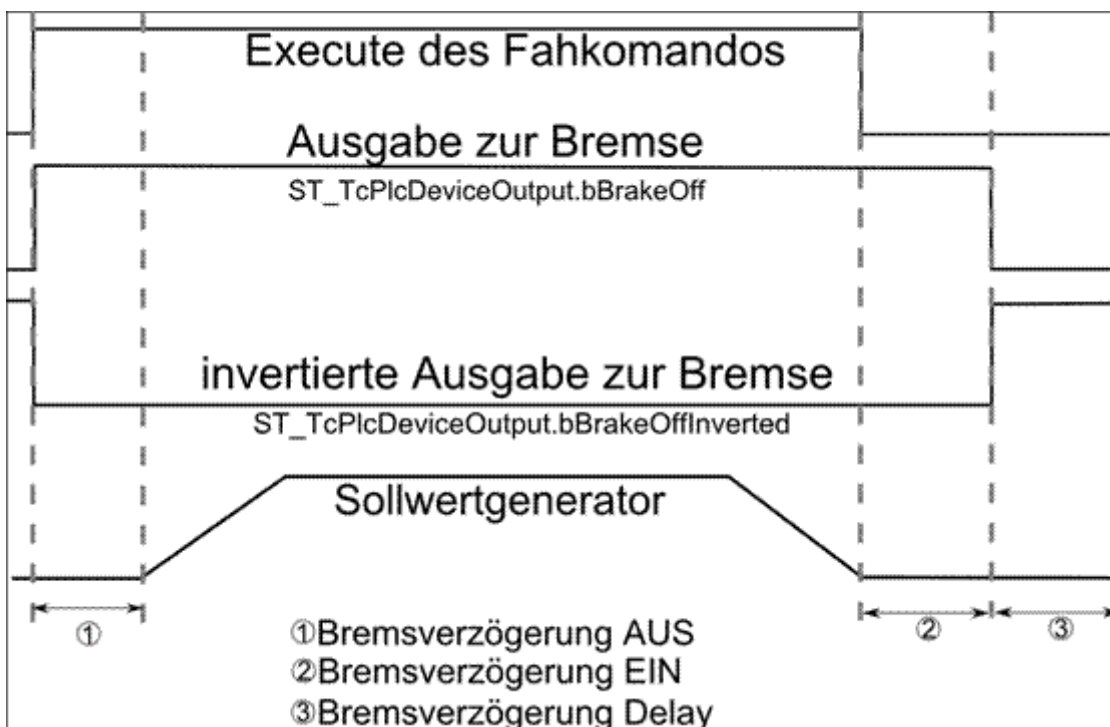 Execute des Fahkomandos
Ausgabe zur Bremse
ST_TcPlcDeviceOutput.bBrakeOff
invertierte Ausgabe zur Bremse
ST_TcPlcDeviceOutput.bBrakeOffInverted
Sollwertgenerator
① ② ③
①Bremsverzögerung AUS
②Bremsverzögerung EIN
③Bremsverzögerung Delay